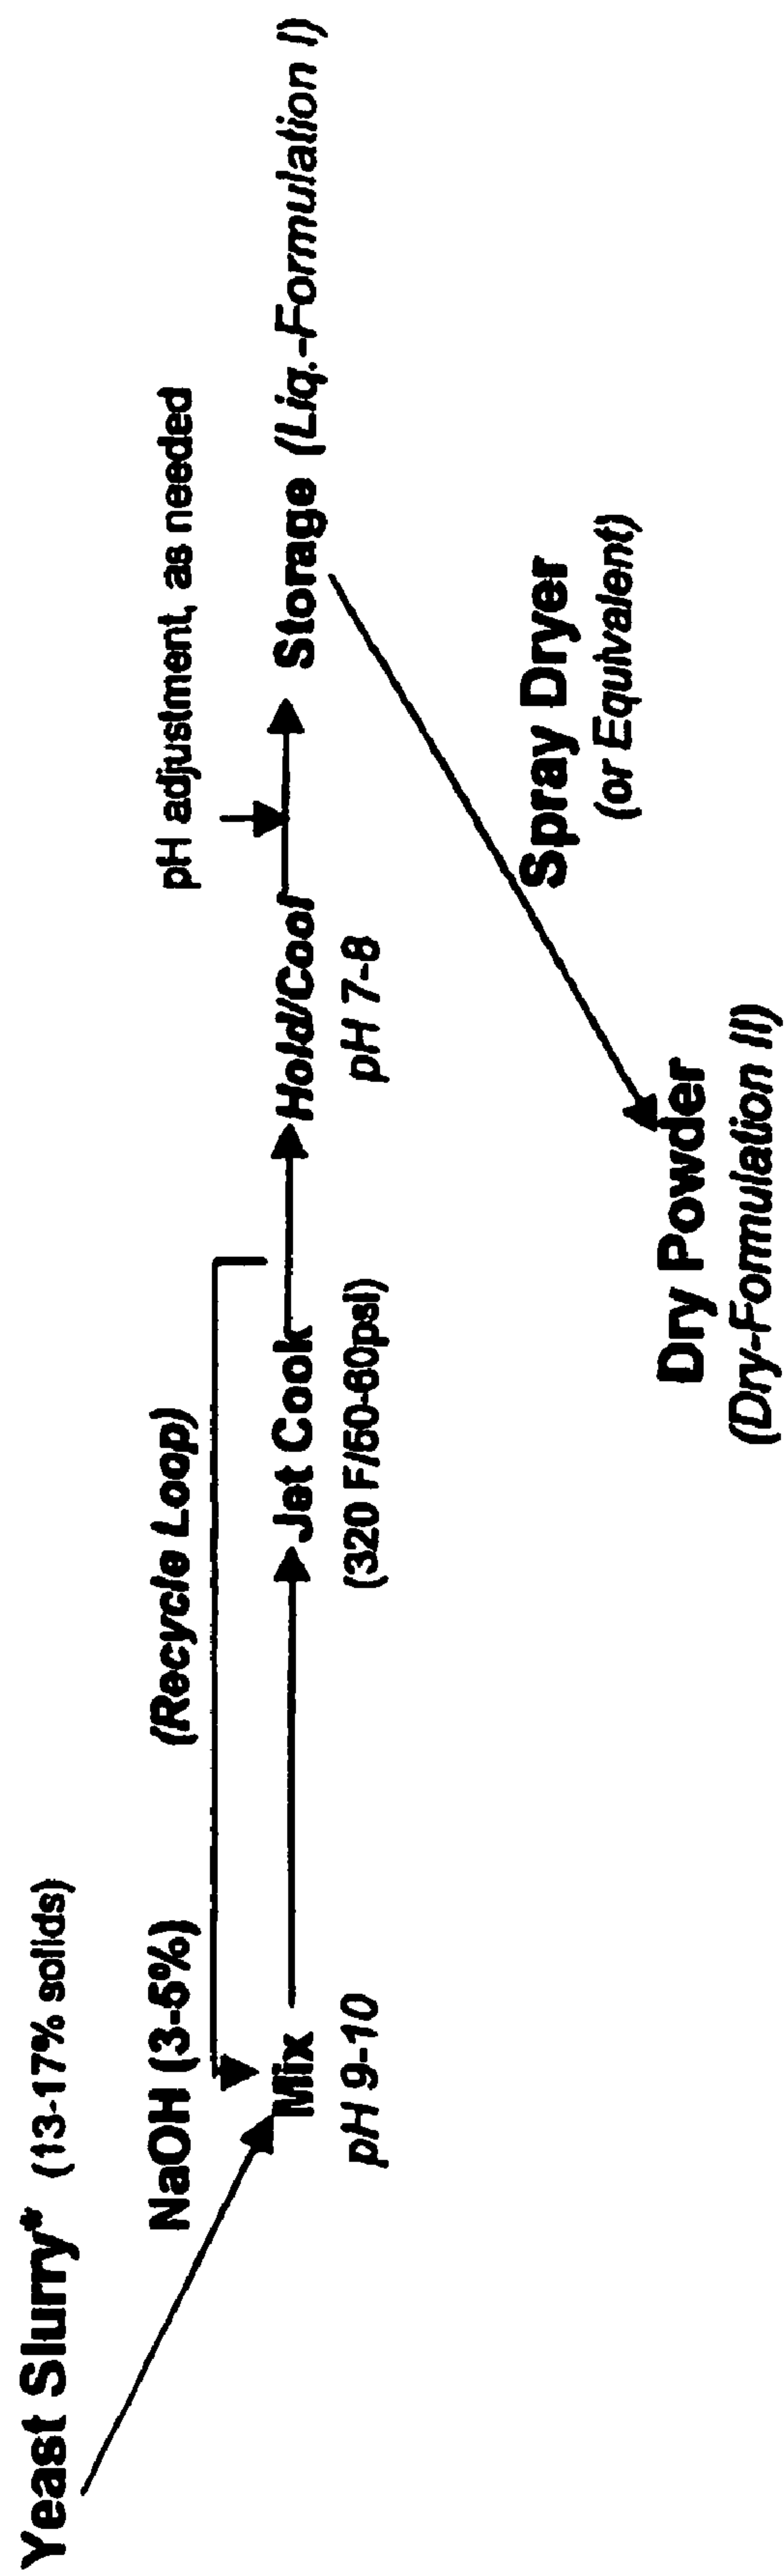 Yeast Slurry* (13-17% solids)
NaOH (3-5%)
(Recycle Loop)
pH adjustment, as needed
Mix
Jet Cook
Hold/Cool
Storage (Liq.-Formulation I)
pH 9-10
(320 F/50-60psi)
pH 7-8
Spray Dryer
(or Equivalent)
Dry Powder
(Dry-Formulation II)